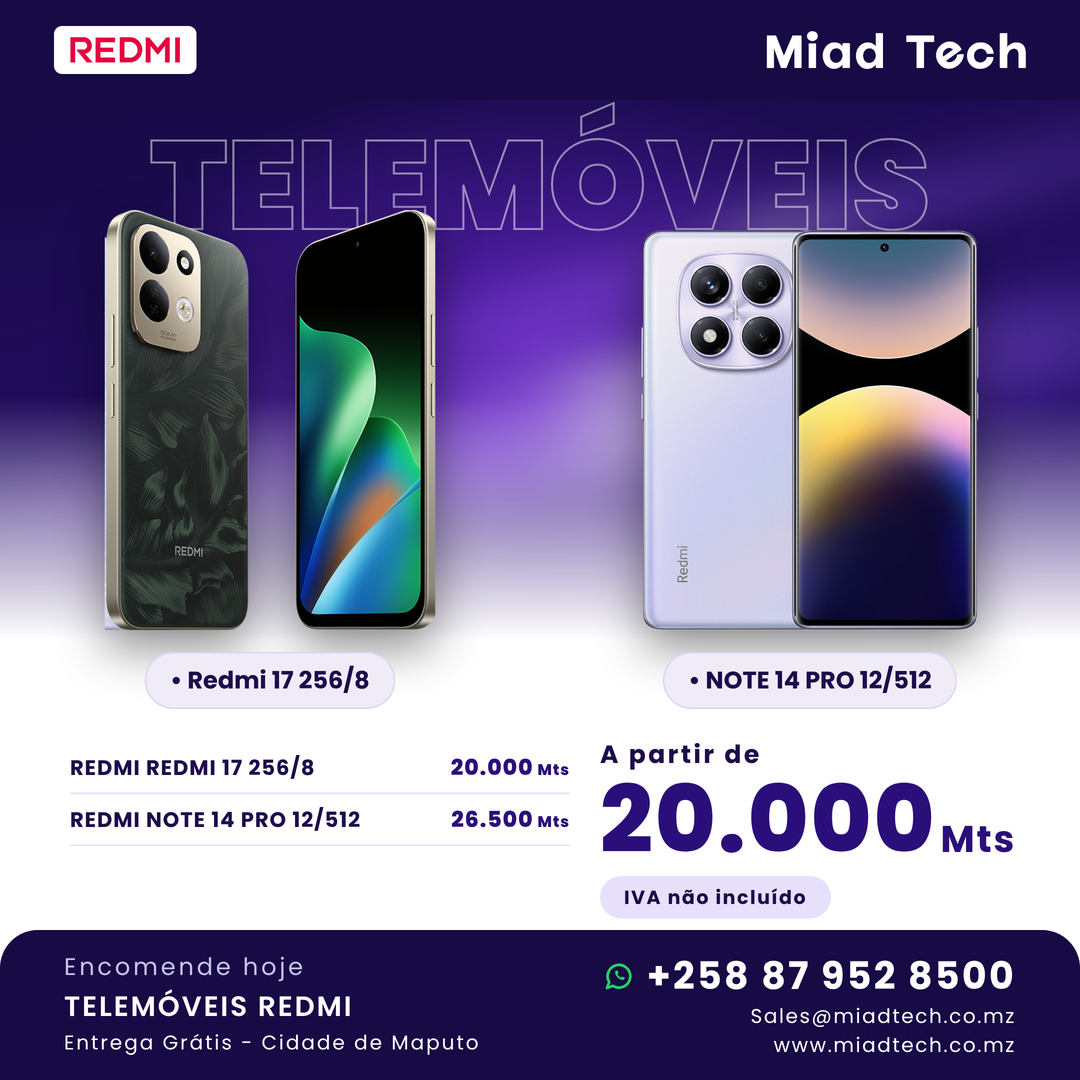 REDMI
Miad Tech
TELEMÓVEIS
REDMI
Redmi
• Redmi 17 256/8
• NOTE 14 PRO 12/512
REDMI REDMI 17 256/8 20.000 Mts
REDMI NOTE 14 PRO 12/512 26.500 Mts
A partir de
20.000 Mts
IVA não incluído
Encomende hoje
TELEMÓVEIS REDMI
Entrega Grátis - Cidade de Maputo
+258 87 952 8500
Sales@miadtech.co.mz
www.miadtech.co.mz